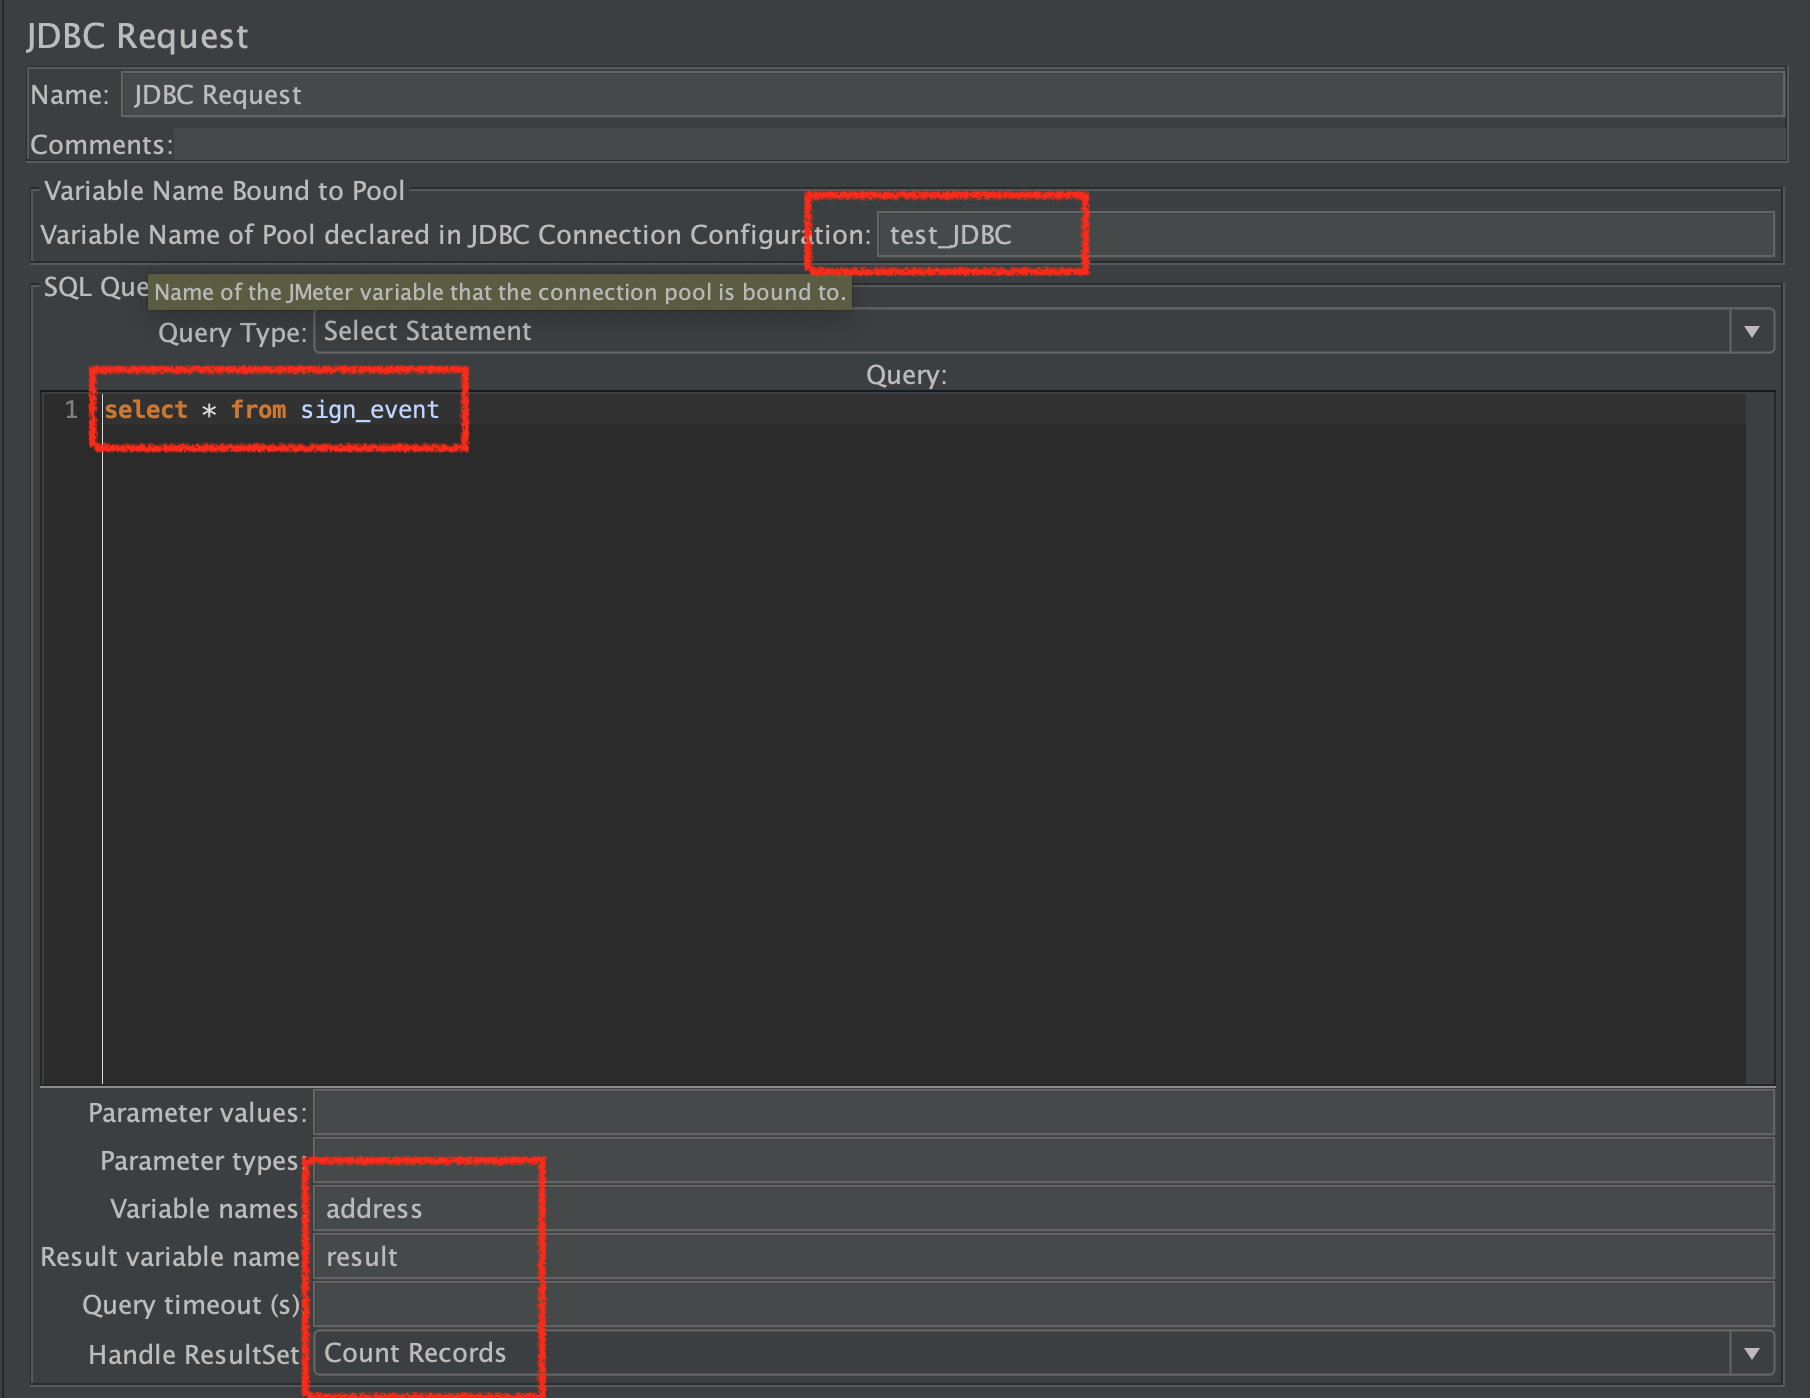 JDBC Request
Name: JDBC Request
Comments:
Variable Name Bound to Pool
Variable Name of Pool declared in JDBC Connection Configuration: test_JDBC
SQL Que
Name of the JMeter variable that the connection pool is bound to.
Query Type: Select Statement
Query:
1 select * from sign_event
Parameter values:
Parameter types:
Variable names: address
Result variable name result
Query timeout (s)
Handle ResultSet Count Records